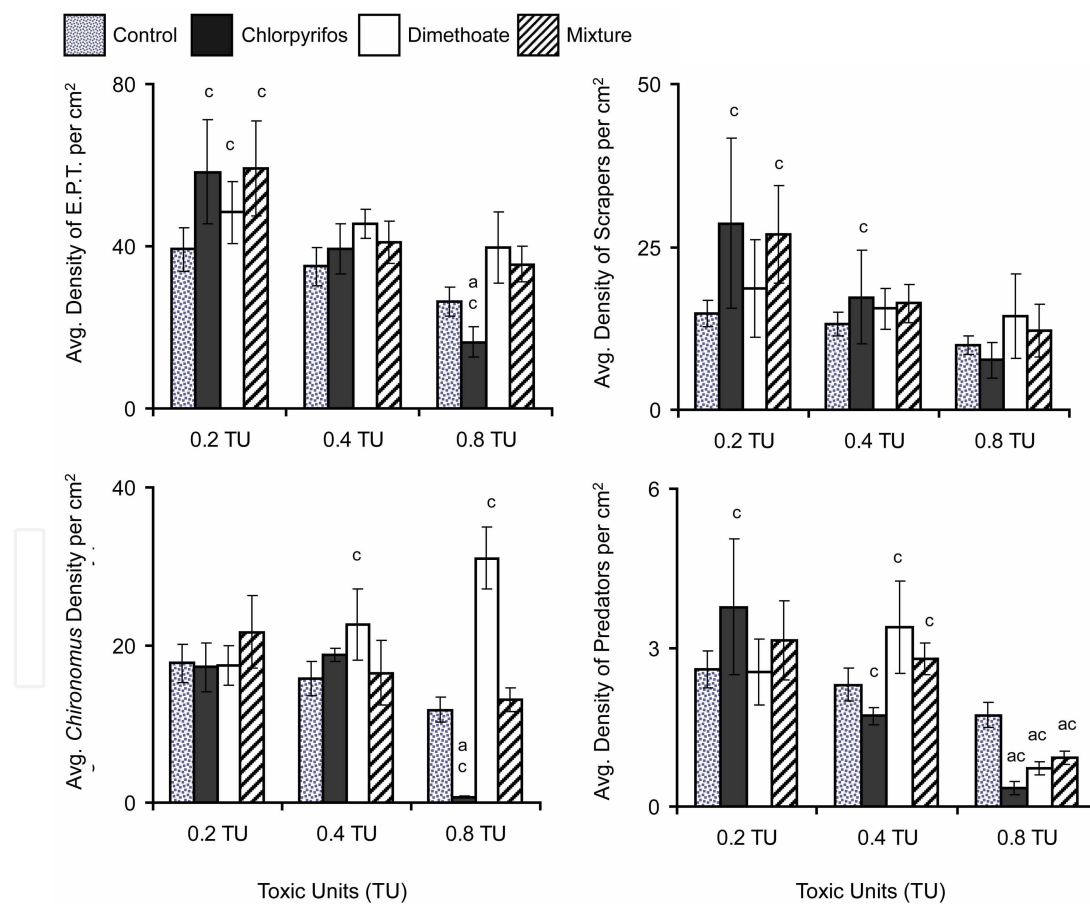 Control Chlorpyrifos Dimethoate Mixture
Avg. Density of E.P.T. per cm²
80
40
0
c
c
c
a
c
0.2 TU 0.4 TU 0.8 TU
Avg. Density of Scrapers per cm²
50
25
0
c
c
c
0.2 TU 0.4 TU 0.8 TU
Avg. Chironomus Density per cm²
40
20
0
c
c
a
c
0.2 TU 0.4 TU 0.8 TU
Toxic Units (TU)
Avg. Density of Predators per cm²
6
3
0
c
c
c
c
ac
ac
ac
0.2 TU 0.4 TU 0.8 TU
Toxic Units (TU)